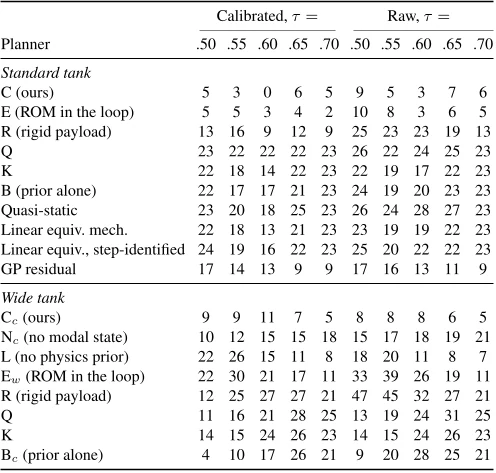 Calibrated, τ = Raw, τ =
Planner .50 .55 .60 .65 .70 .50 .55 .60 .65 .70
Standard tank
C (ours) 5 3 0 6 5 9 5 3 7 6
E (ROM in the loop) 5 5 3 4 2 10 8 3 6 5
R (rigid payload) 13 16 9 12 9 25 23 23 19 13
Q 23 22 22 22 23 26 22 24 25 23
K 22 18 14 22 23 22 19 17 22 23
B (prior alone) 22 17 17 21 23 24 19 20 23 23
Quasi-static 23 20 18 25 23 26 24 28 27 23
Linear equiv. mech. 22 18 13 21 23 23 19 19 22 23
Linear equiv., step-identified 24 19 16 22 23 25 20 22 22 23
GP residual 17 14 13 9 9 17 16 13 11 9
Wide tank
C_c (ours) 9 9 11 7 5 8 8 8 6 5
N_c (no modal state) 10 12 15 15 18 15 17 18 19 21
L (no physics prior) 22 26 15 11 8 18 20 11 8 7
E_w (ROM in the loop) 22 30 21 17 11 33 39 26 19 11
R (rigid payload) 12 25 27 27 21 47 45 32 27 21
Q 11 16 21 28 25 13 19 24 31 25
K 14 15 24 26 23 14 15 24 26 23
B_c (prior alone) 4 10 17 26 21 9 20 28 25 21